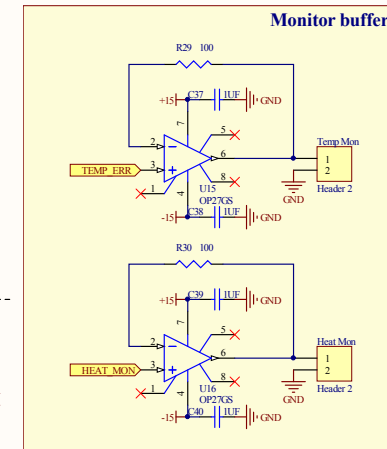 Monitor buffer
R29 100
C37 1UF
+15 GND
7
5
2
6
TEMP_ERR 3
1
8
4
U15
OP27GS
C38 1UF
-15 GND
Temp Mon
1
2
GND
Header 2
R30 100
C39 1UF
+15 GND
7
5
2
6
HEAT_MON 3
1
8
4
U16
OP27GS
C40 1UF
-15 GND
Heat Mon
1
2
GND
Header 2